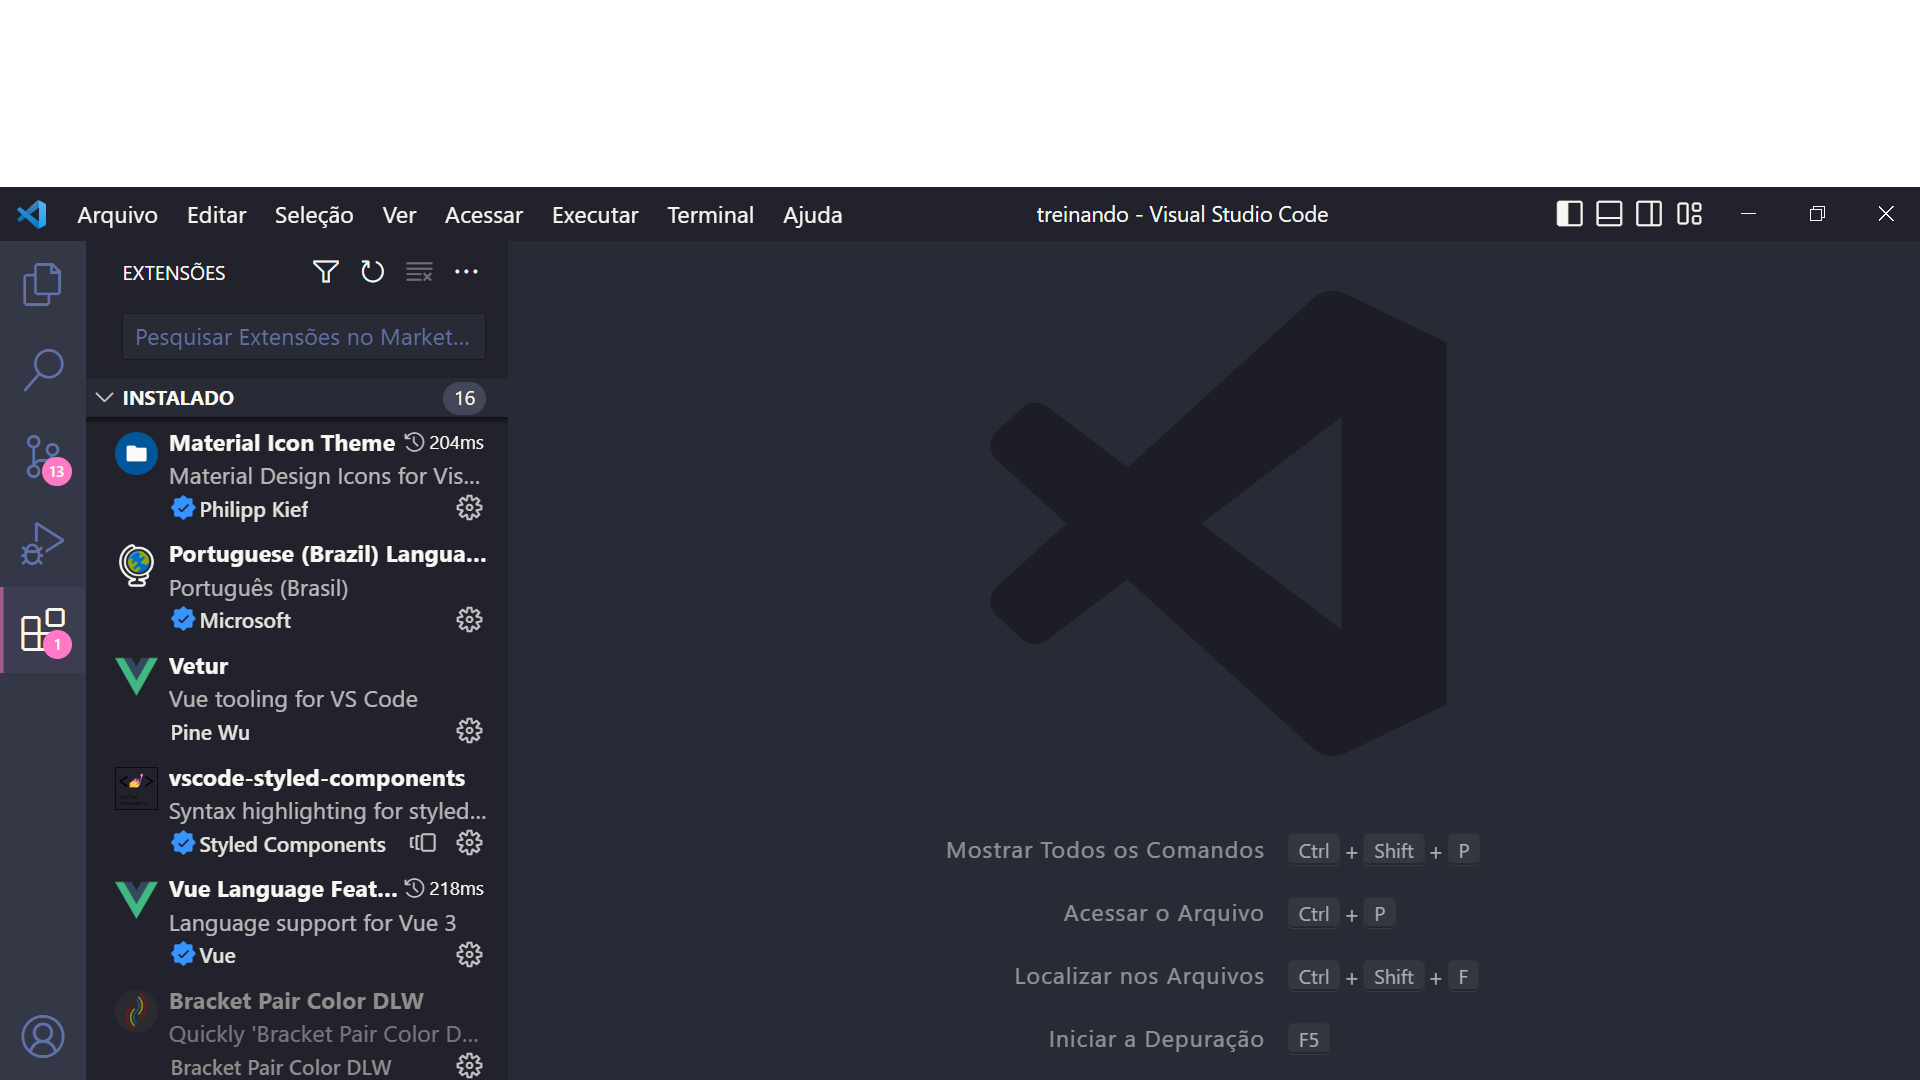 Arquivo Editar Seleção Ver Acessar Executar Terminal Ajuda
treinando - Visual Studio Code
EXTENSÕES
Pesquisar Extensões no Market...
INSTALADO 16
Material Icon Theme 204ms
Material Design Icons for Vis...
Philipp Kief
Portuguese (Brazil) Langua...
Português (Brasil)
Microsoft
Vetur
Vue tooling for VS Code
Pine Wu
vscode-styled-components
Syntax highlighting for styled...
Styled Components
Vue Language Feat... 218ms
Language support for Vue 3
Vue
Bracket Pair Color DLW
Quickly 'Bracket Pair Color D...
Bracket Pair Color DLW
13
1
Mostrar Todos os Comandos Ctrl + Shift + P
Acessar o Arquivo Ctrl + P
Localizar nos Arquivos Ctrl + Shift + F
Iniciar a Depuração F5